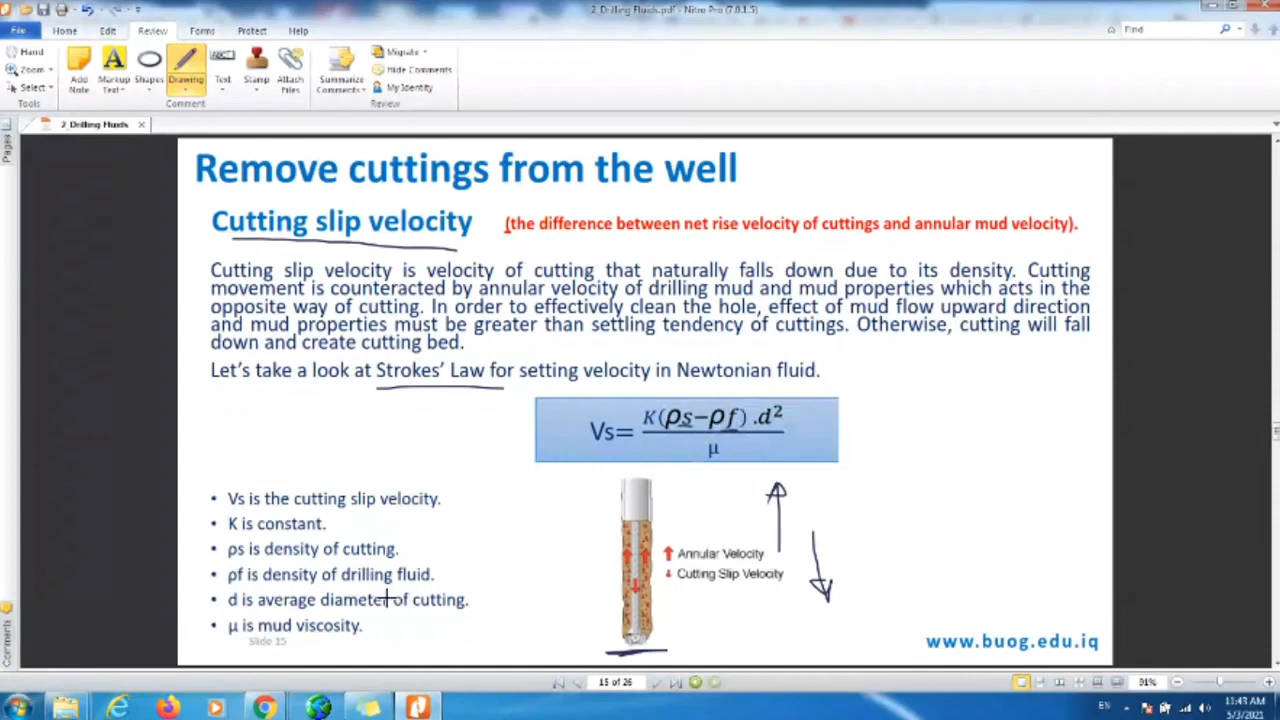 2_Drilling Fluids.pdf - Nitro Pro (7.0.1.5)
File Home Edit Review Forms Protect Help
Find
Hand
Zoom
Select
Tools
Add Note
Markup Text
Shapes
Drawing
Text
Stamp
Attach Files
Comment
Summarize Comments
Migrate
Hide Comments
My Identity
Review
2_Drilling Fluids
Pages
Comments
Remove cuttings from the well
Cutting slip velocity (the difference between net rise velocity of cuttings and annular mud velocity).
Cutting slip velocity is velocity of cutting that naturally falls down due to its density. Cutting
movement is counteracted by annular velocity of drilling mud and mud properties which acts in the
opposite way of cutting. In order to effectively clean the hole, effect of mud flow upward direction
and mud properties must be greater than settling tendency of cuttings. Otherwise, cutting will fall
down and create cutting bed.
Let's take a look at Strokes' Law for setting velocity in Newtonian fluid.
Vs= K(ρs−ρf) .d²
μ
• Vs is the cutting slip velocity.
• K is constant.
• ρs is density of cutting.
• ρf is density of drilling fluid.
• d is average diameter of cutting.
• μ is mud viscosity.
Annular Velocity
Cutting Slip Velocity
Slide 15
www.buog.edu.iq
15 of 26
91%
EN
11:43 AM
5/3/2021